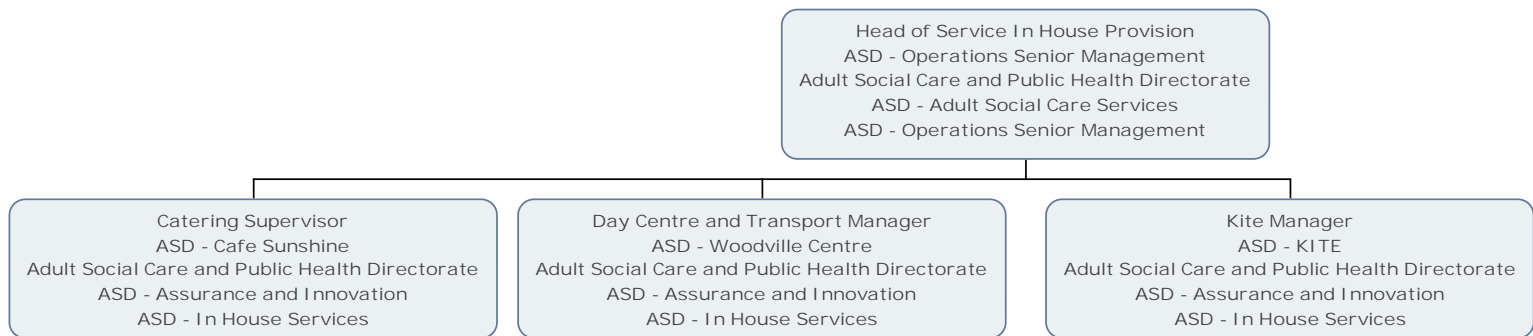 Head of Service In House Provision
ASD - Operations Senior Management
Adult Social Care and Public Health Directorate
ASD - Adult Social Care Services
ASD - Operations Senior Management
Catering Supervisor
ASD - Cafe Sunshine
Adult Social Care and Public Health Directorate
ASD - Assurance and Innovation
ASD - In House Services
Day Centre and Transport Manager
ASD - Woodville Centre
Adult Social Care and Public Health Directorate
ASD - Assurance and Innovation
ASD - In House Services
Kite Manager
ASD - KITE
Adult Social Care and Public Health Directorate
ASD - Assurance and Innovation
ASD - In House Services